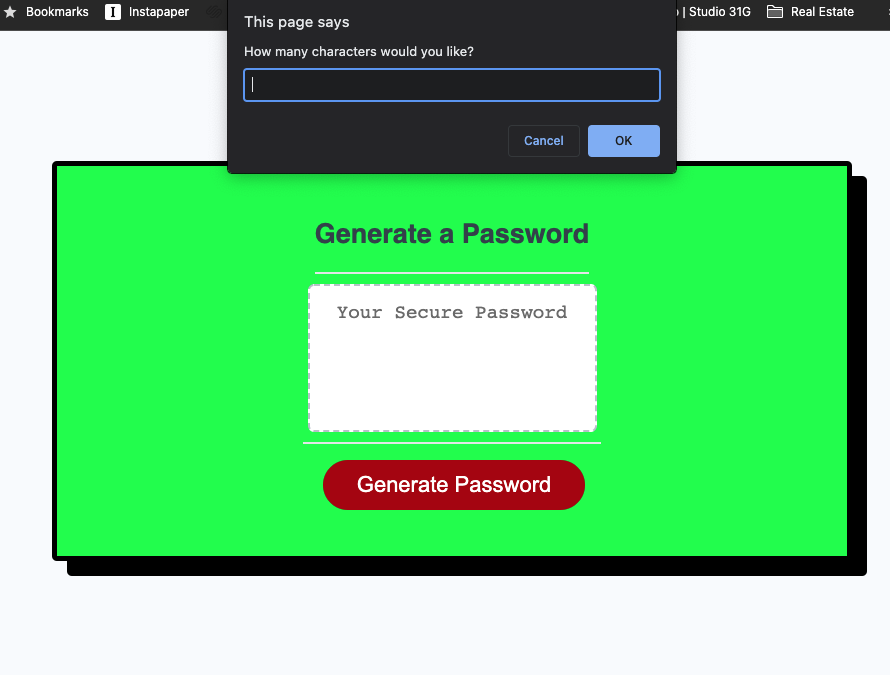 Bookmarks
I Instapaper
| Studio 31G
Real Estate
This page says
How many characters would you like?
Cancel
OK
Generate a Password
Your Secure Password
Generate Password